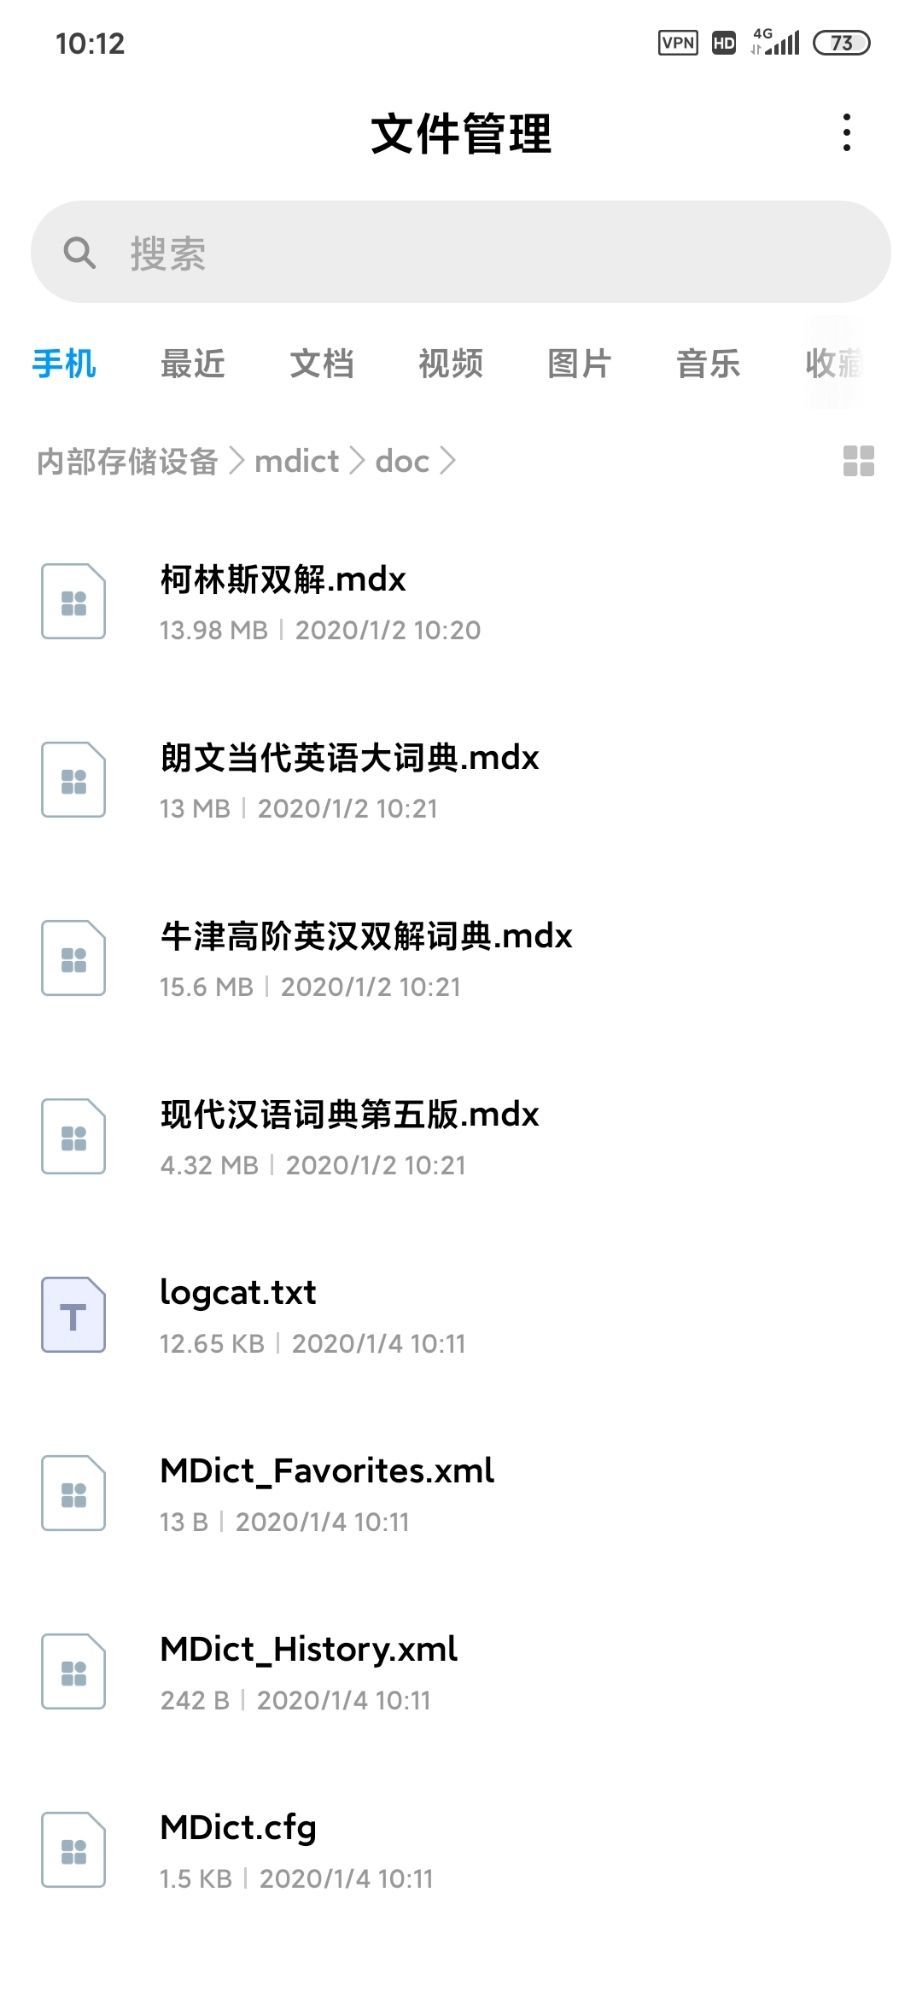 10:12
VPN HD 4G 73
文件管理
搜索
手机 最近 文档 视频 图片 音乐 收藏
内部存储设备 mdict doc
柯林斯双解.mdx
13.98 MB | 2020/1/2 10:20
朗文当代英语大词典.mdx
13 MB | 2020/1/2 10:21
牛津高阶英汉双解词典.mdx
15.6 MB | 2020/1/2 10:21
现代汉语词典第五版.mdx
4.32 MB | 2020/1/2 10:21
T
logcat.txt
12.65 KB | 2020/1/4 10:11
MDict_Favorites.xml
13 B | 2020/1/4 10:11
MDict_History.xml
242 B | 2020/1/4 10:11
MDict.cfg
1.5 KB | 2020/1/4 10:11